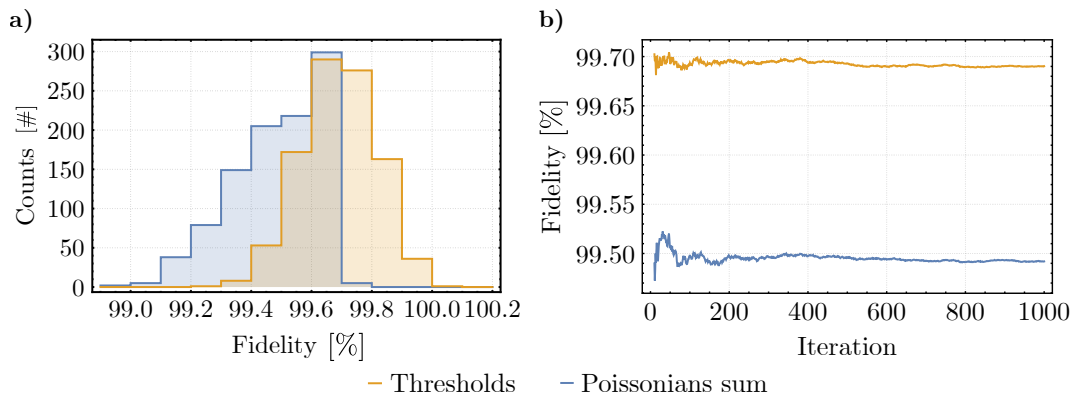 a)
300
250
200
150
100
50
0
Counts [#]
99.0 99.2 99.4 99.6 99.8 100.0 100.2
Fidelity [%]
b)
99.70
99.65
99.60
99.55
99.50
Fidelity [%]
0 200 400 600 800 1000
Iteration
Thresholds Poissonians sum